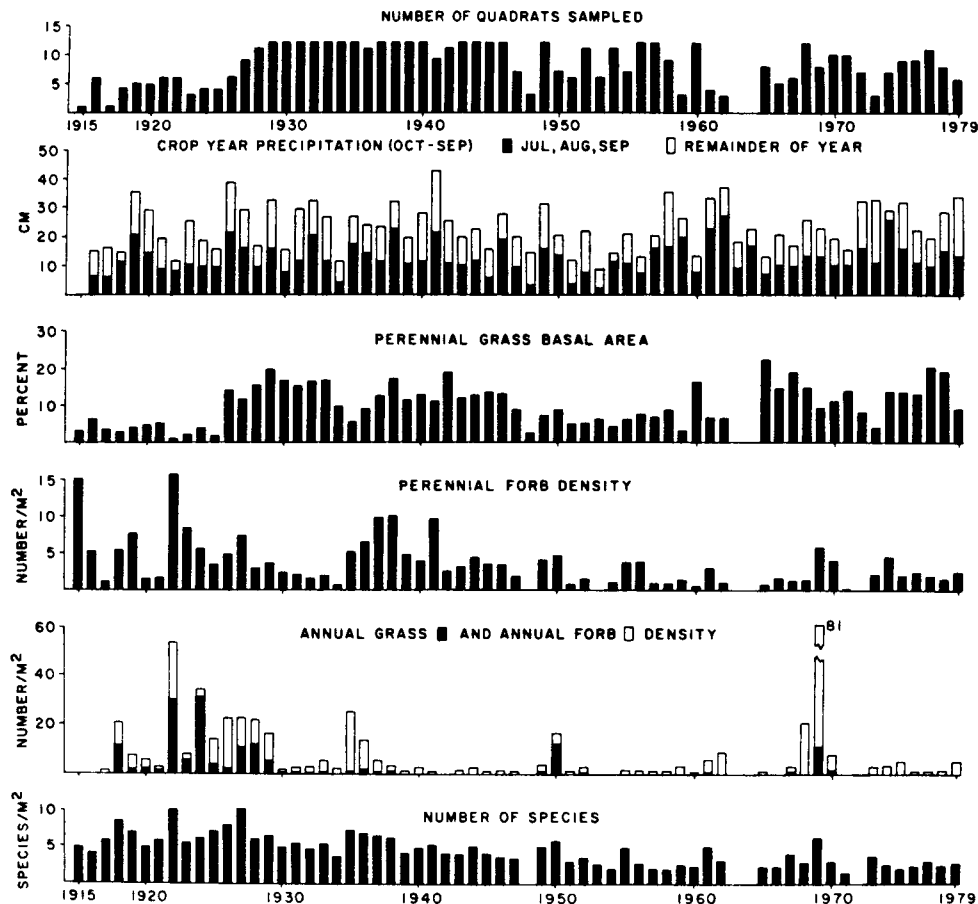 NUMBER OF QUADRATS SAMPLED
15
10
5
1915 1920 1930 1940 1950 1960 1970 1979
CROP YEAR PRECIPITATION (OCT-SEP) JUL, AUG, SEP REMAINDER OF YEAR
50
40
30
20
10
CM
PERENNIAL GRASS BASAL AREA
30
20
10
PERCENT
PERENNIAL FORB DENSITY
15
10
5
NUMBER/M²
ANNUAL GRASS AND ANNUAL FORB DENSITY
81
60
40
20
NUMBER/M²
NUMBER OF SPECIES
10
5
SPECIES/M²
1915 1920 1930 1940 1950 1960 1970 1979